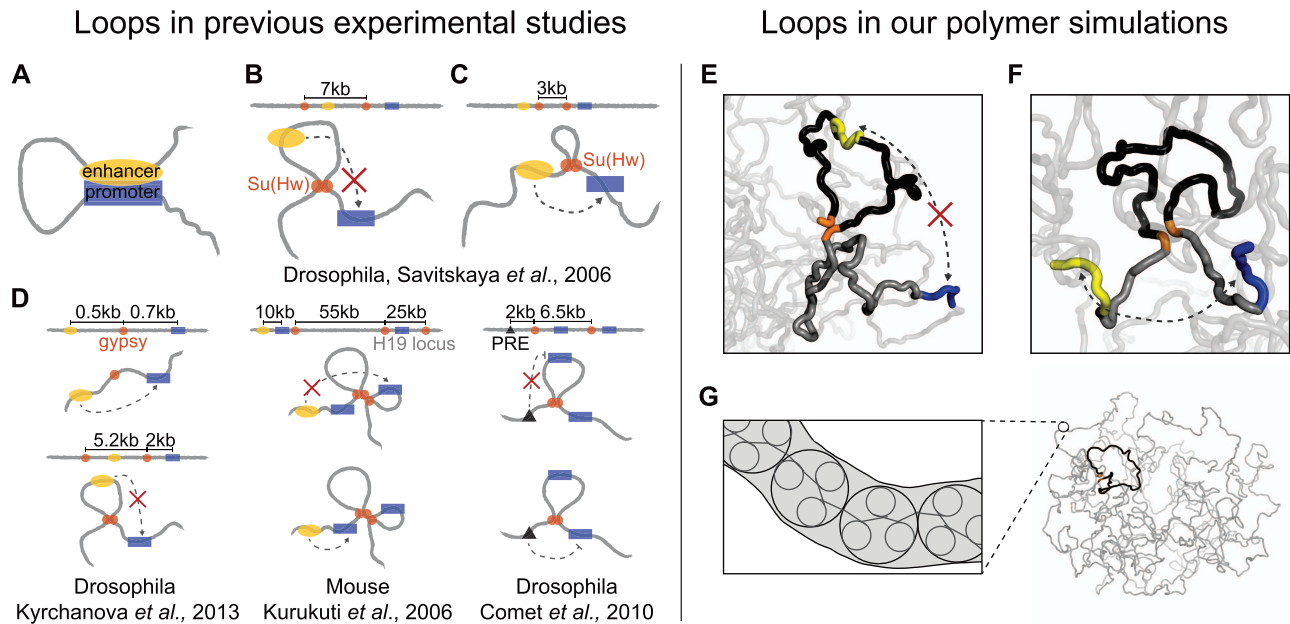 Loops in previous experimental studies
Loops in our polymer simulations
A
enhancer
promoter
B
7kb
Su(Hw)
C
3kb
Su(Hw)
Drosophila, Savitskaya et al., 2006
D
0.5kb 0.7kb
gypsy
5.2kb 2kb
Drosophila
Kyrchanova et al., 2013
10kb 55kb 25kb
H19 locus
Mouse
Kurukuti et al., 2006
2kb 6.5kb
PRE
Drosophila
Comet et al., 2010
E
F
G